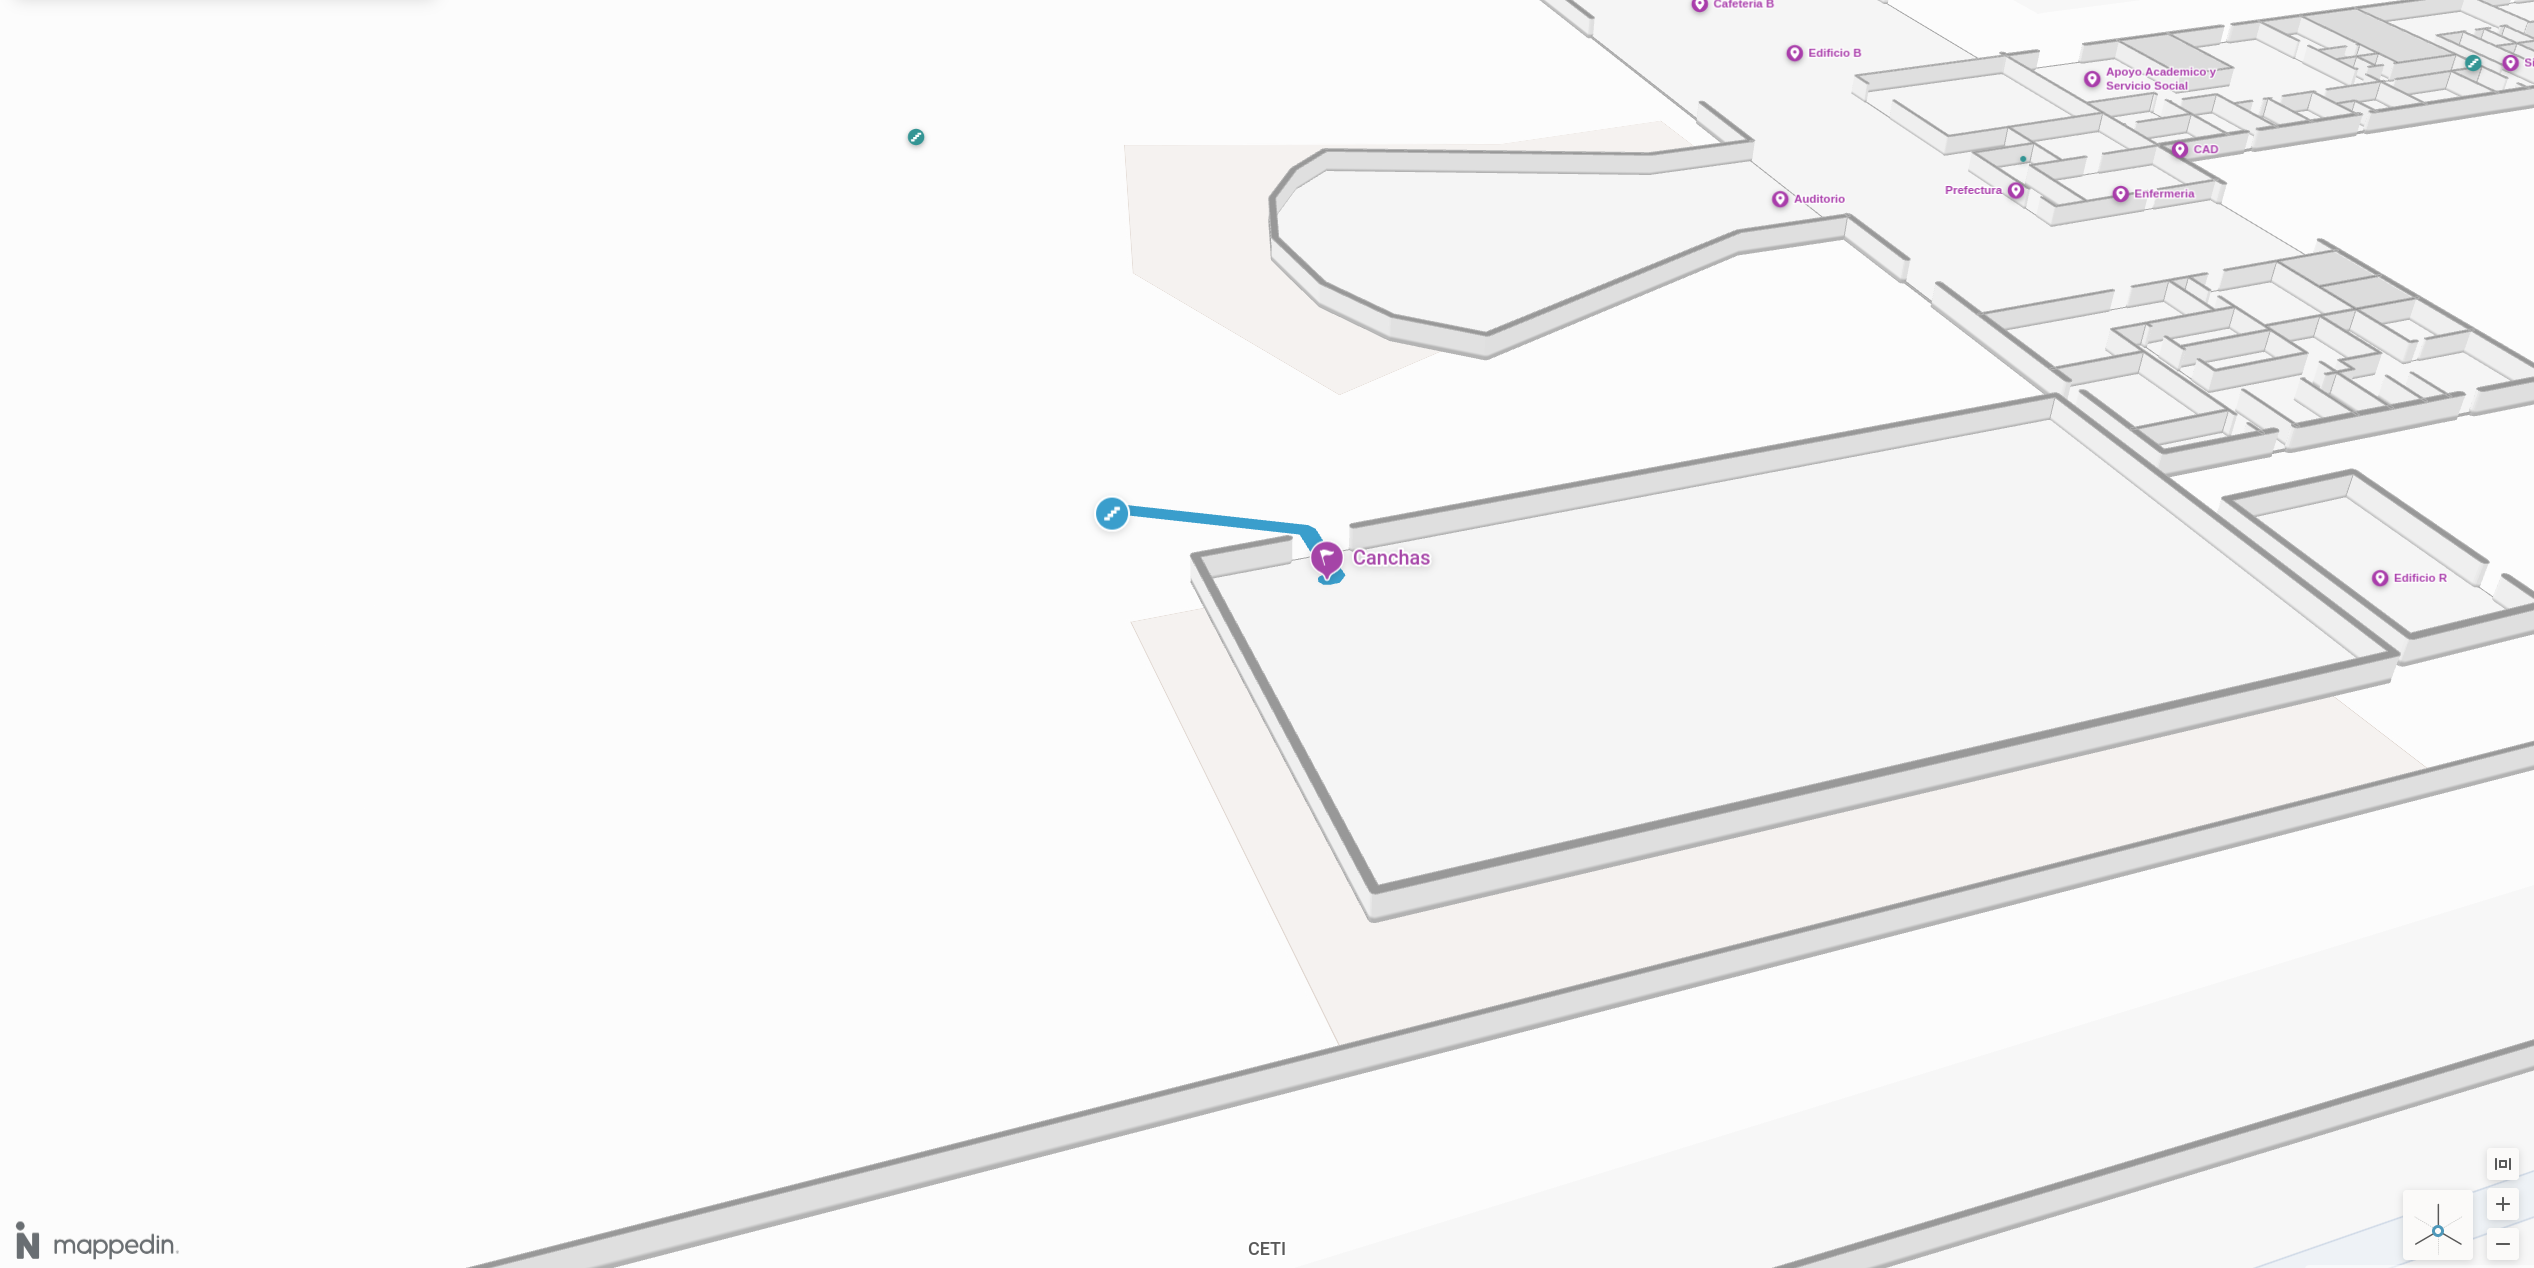 Cafeteria B
Edificio B
Apoyo Academico y
Servicio Social
CAD
Prefectura
Enfermeria
Auditorio
Canchas
Edificio R
mappedin.
CETI